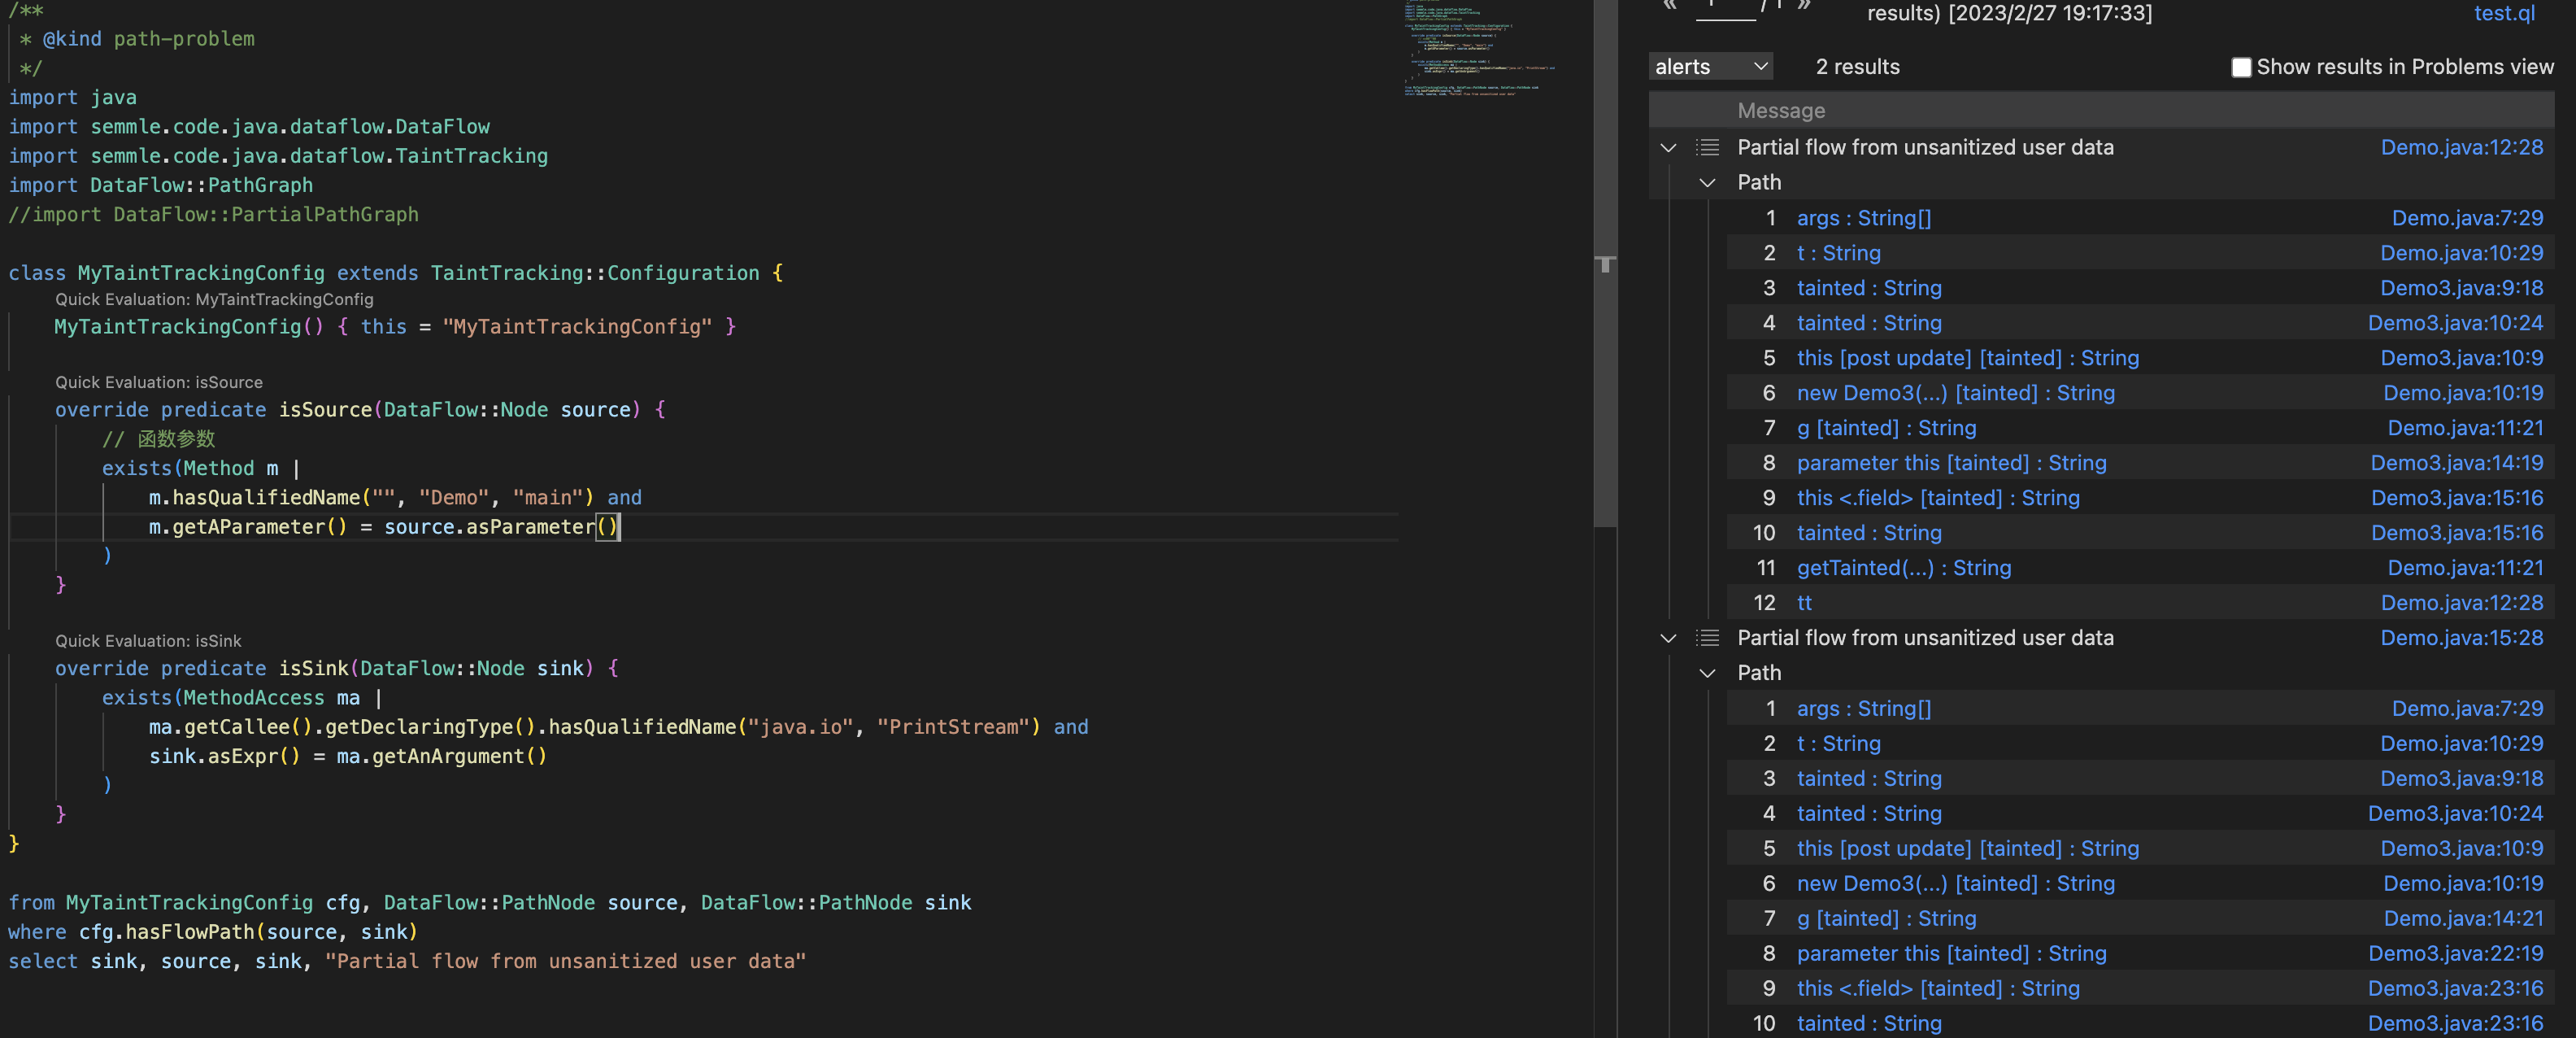 /**
 * @kind path-problem
 */
import java
import semmle.code.java.dataflow.DataFlow
import semmle.code.java.dataflow.TaintTracking
import DataFlow::PathGraph
//import DataFlow::PartialPathGraph
class MyTaintTrackingConfig extends TaintTracking::Configuration {
Quick Evaluation: MyTaintTrackingConfig
MyTaintTrackingConfig() { this = "MyTaintTrackingConfig" }
Quick Evaluation: isSource
override predicate isSource(DataFlow::Node source) {
// 函数参数
exists(Method m |
m.hasQualifiedName("", "Demo", "main") and
m.getAParameter() = source.asParameter()
)
}
Quick Evaluation: isSink
override predicate isSink(DataFlow::Node sink) {
exists(MethodAccess ma |
ma.getCallee().getDeclaringType().hasQualifiedName("java.io", "PrintStream") and
sink.asExpr() = ma.getAnArgument()
)
}
}
from MyTaintTrackingConfig cfg, DataFlow::PathNode source, DataFlow::PathNode sink
where cfg.hasFlowPath(source, sink)
select sink, source, sink, "Partial flow from unsanitized user data"
« / 1 » results) [2023/2/27 19:17:33] test.ql
alerts 2 results Show results in Problems view
Message
Partial flow from unsanitized user data Demo.java:12:28
Path
1 args : String[] Demo.java:7:29
2 t : String Demo.java:10:29
3 tainted : String Demo3.java:9:18
4 tainted : String Demo3.java:10:24
5 this [post update] [tainted] : String Demo3.java:10:9
6 new Demo3(...) [tainted] : String Demo.java:10:19
7 g [tainted] : String Demo.java:11:21
8 parameter this [tainted] : String Demo3.java:14:19
9 this <.field> [tainted] : String Demo3.java:15:16
10 tainted : String Demo3.java:15:16
11 getTainted(...) : String Demo.java:11:21
12 tt Demo.java:12:28
Partial flow from unsanitized user data Demo.java:15:28
Path
1 args : String[] Demo.java:7:29
2 t : String Demo.java:10:29
3 tainted : String Demo3.java:9:18
4 tainted : String Demo3.java:10:24
5 this [post update] [tainted] : String Demo3.java:10:9
6 new Demo3(...) [tainted] : String Demo.java:10:19
7 g [tainted] : String Demo.java:14:21
8 parameter this [tainted] : String Demo3.java:22:19
9 this <.field> [tainted] : String Demo3.java:23:16
10 tainted : String Demo3.java:23:16